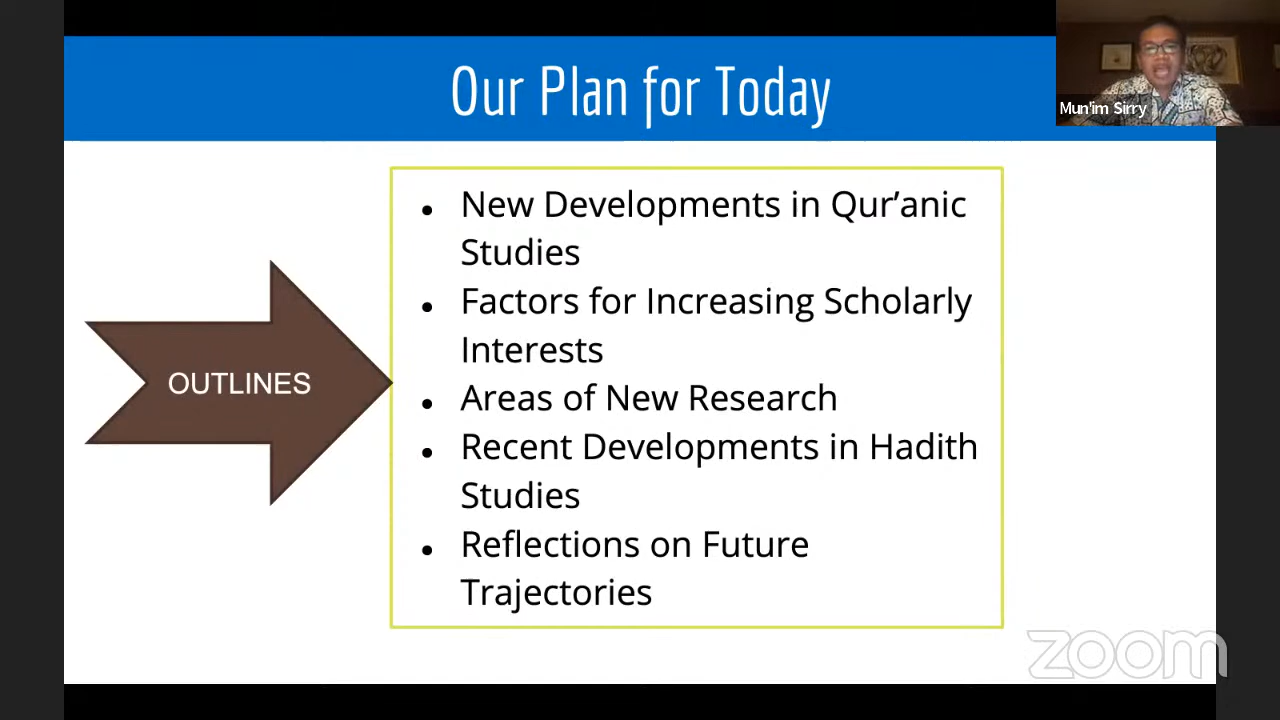 Our Plan for Today
Mun'im Sirry
OUTLINES
• New Developments in Qur’anic
Studies
• Factors for Increasing Scholarly
Interests
• Areas of New Research
• Recent Developments in Hadith
Studies
• Reflections on Future
Trajectories
zoom